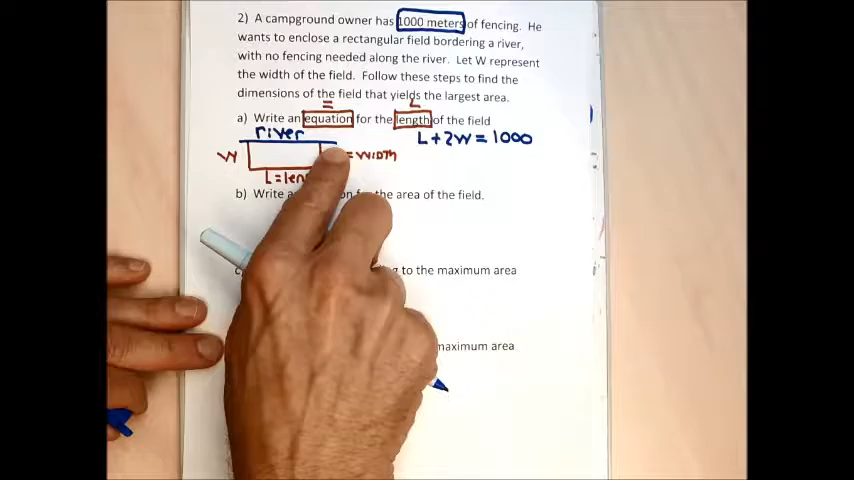 2) A campground owner has 1000 meters of fencing. He
wants to enclose a rectangular field bordering a river,
with no fencing needed along the river. Let W represent
the width of the field. Follow these steps to find the
dimensions of the field that yields the largest area.
= L
a) Write an equation for the length of the field
river L+2W=1000
W = WIDTH
L=len
b) Write the area of the field.
to the maximum area
maximum area